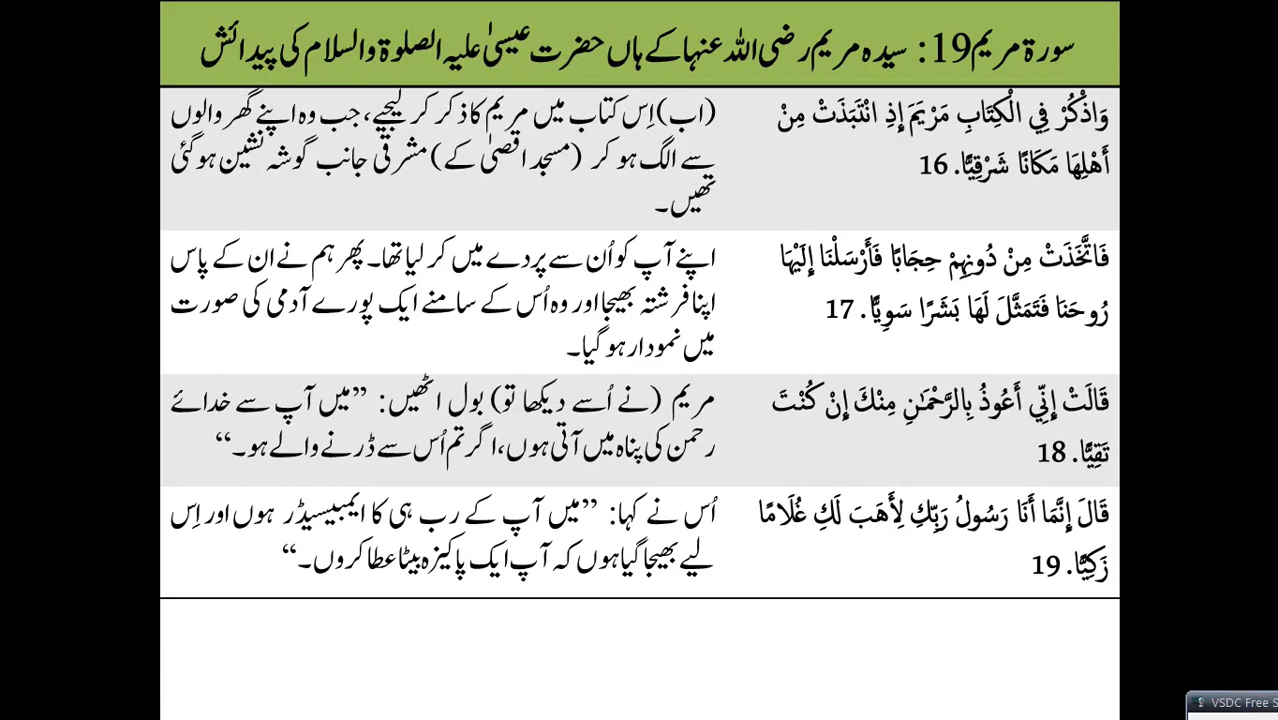 سورۃ مریم19: سیدہ مریم رضی اللہ عنہا کے ہاں حضرت عیسیٰ علیہ الصلوۃ والسلام کی پیدائش
وَاذْكُرْ فِي الْكِتَابِ مَرْيَمَ إِذِ انْتَبَذَتْ مِنْ
أَهْلِهَا مَكَانًا شَرْقِيًّا. 16
(اب) اِس کتاب میں مریم کا ذکر کر لیجیے، جب وہ اپنے گھر والوں
سے الگ ہو کر (مسجد اقصیٰ کے) مشرقی جانب گوشہ نشین ہو گئی
تھیں۔
فَاتَّخَذَتْ مِنْ دُونِهِمْ حِجَابًا فَأَرْسَلْنَا إِلَيْهَا
رُوحَنَا فَتَمَثَّلَ لَهَا بَشَرًا سَوِيًّا. 17
اپنے آپ کو اُن سے پردے میں کر لیا تھا۔ پھر ہم نے ان کے پاس
اپنا فرشتہ بھیجا اور وہ اُس کے سامنے ایک پورے آدمی کی صورت
میں نمودار ہو گیا۔
قَالَتْ إِنِّي أَعُوذُ بِالرَّحْمَٰنِ مِنْكَ إِنْ كُنْتَ
تَقِيًّا. 18
مریم (نے اُسے دیکھا تو) بول اٹھیں: ”میں آپ سے خدائے
رحمن کی پناہ میں آتی ہوں، اگر تم اُس سے ڈرنے والے ہو۔“
قَالَ إِنَّمَا أَنَا رَسُولُ رَبِّكِ لِأَهَبَ لَكِ غُلَامًا
زَكِيًّا. 19
اُس نے کہا: ”میں آپ کے رب ہی کا ایمبیسیڈر ہوں اور اِس
لیے بھیجا گیا ہوں کہ آپ ایک پاکیزہ بیٹا عطا کروں۔“
VSDC Free S